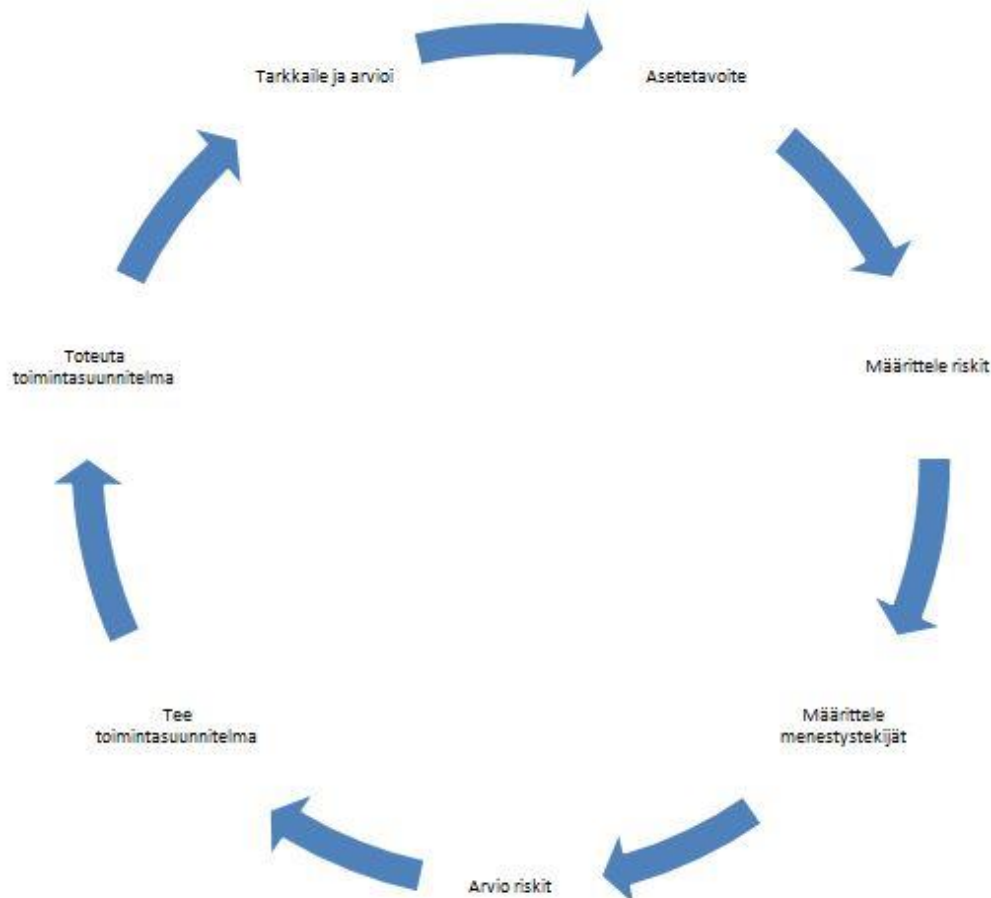 Tarkkaile ja arvioi
Asetetavoite
Määrittele riskit
Määrittele
menestystekijät
Arvio riskit
Tee
toimintasuunnitelma
Toteuta
toimintasuunnitelma